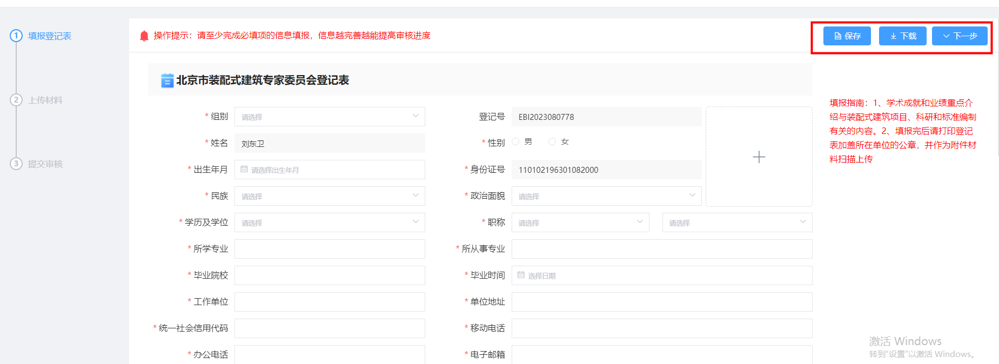 1 填报登记表
2 上传材料
3 提交审核
操作提示：请至少完成必填项的信息填报，信息越完善越能提高审核进度
保存 下载 下一步
北京市装配式建筑专家委员会登记表
* 组别 请选择 登记号 EBI2023080778
* 姓名 刘东卫 * 性别 男 女
* 出生年月 请选择出生年月 * 身份证号 110102196301082000
* 民族 请选择 * 政治面貌 请选择
* 学历及学位 请选择 * 职称 请选择 请选择
* 所学专业 * 所从事专业
* 毕业院校 * 毕业时间 选择日期
* 工作单位 * 单位地址
* 统一社会信用代码 * 移动电话
* 办公电话 * 电子邮箱
填报指南：1、学术成就和业绩重点介
绍与装配式建筑项目、科研和标准编制
有关的内容。2、填报完后请打印登记
表加盖所在单位的公章，并作为附件材
料扫描上传
激活 Windows
转到“设置”以激活 Windows。